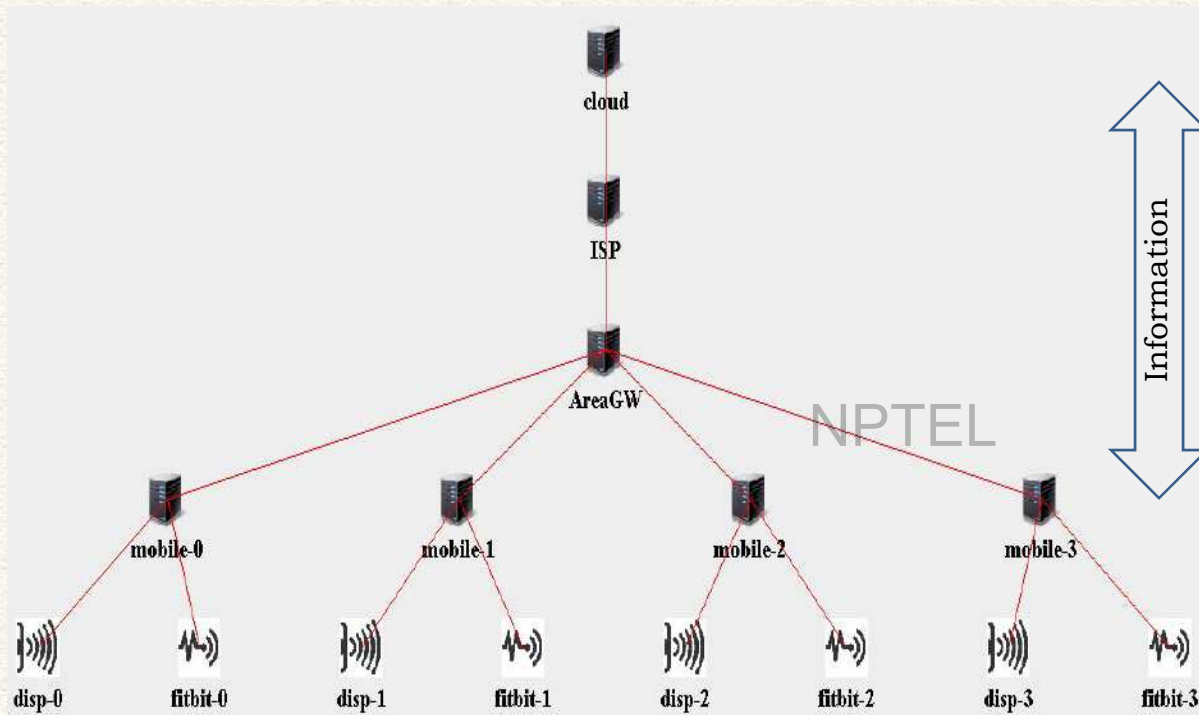 cloud
ISP
Information
AreaGW
NPTEL
mobile-0 mobile-1 mobile-2 mobile-3
disp-0 fitbit-0 disp-1 fitbit-1 disp-2 fitbit-2 disp-3 fitbit-3